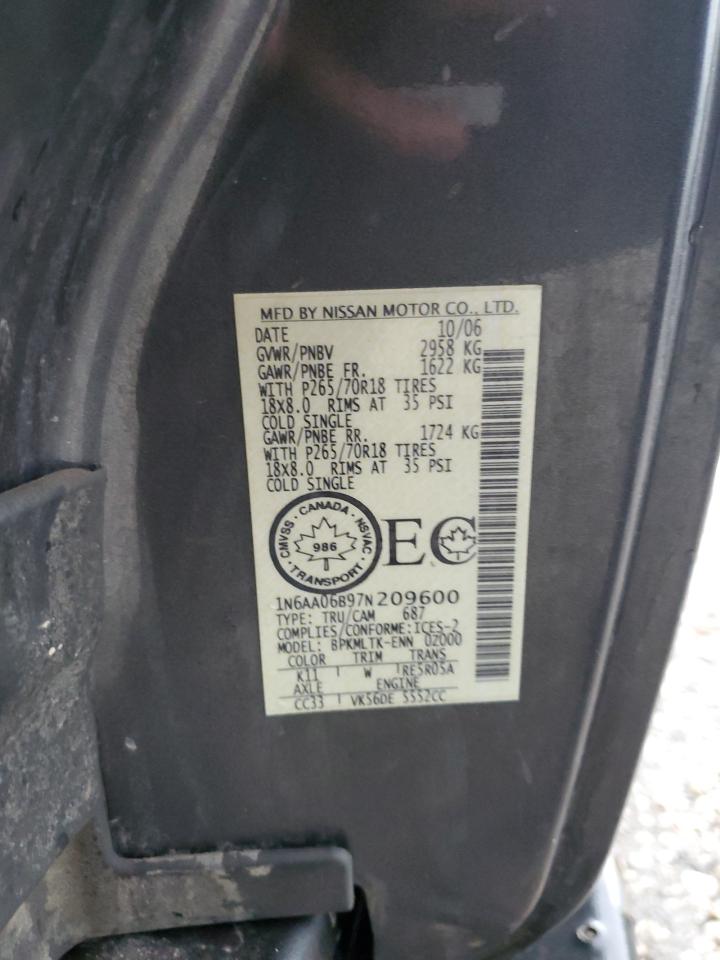 MFD BY NISSAN MOTOR CO., LTD.
DATE 10/06
GVWR/PNBV 2958 KG
GAWR/PNBE FR. 1622 KG
WITH P265/70R18 TIRES
18X8.0 RIMS AT 35 PSI
COLD SINGLE
GAWR/PNBE RR. 1724 KG
WITH P265/70R18 TIRES
18X8.0 RIMS AT 35 PSI
COLD SINGLE
CMVSS · CANADA · NSVAC · TRANSPORT ·
986
EC
1N6AA06B97N209600
TYPE: TRU/CAM 687
COMPLIES/CONFORME:ICES-2
MODEL: BPKMLTK-ENN 0Z000
COLOR TRIM TRANS
K11 W RE5R05A
AXLE ENGINE
CC33 VK56DE 5552CC